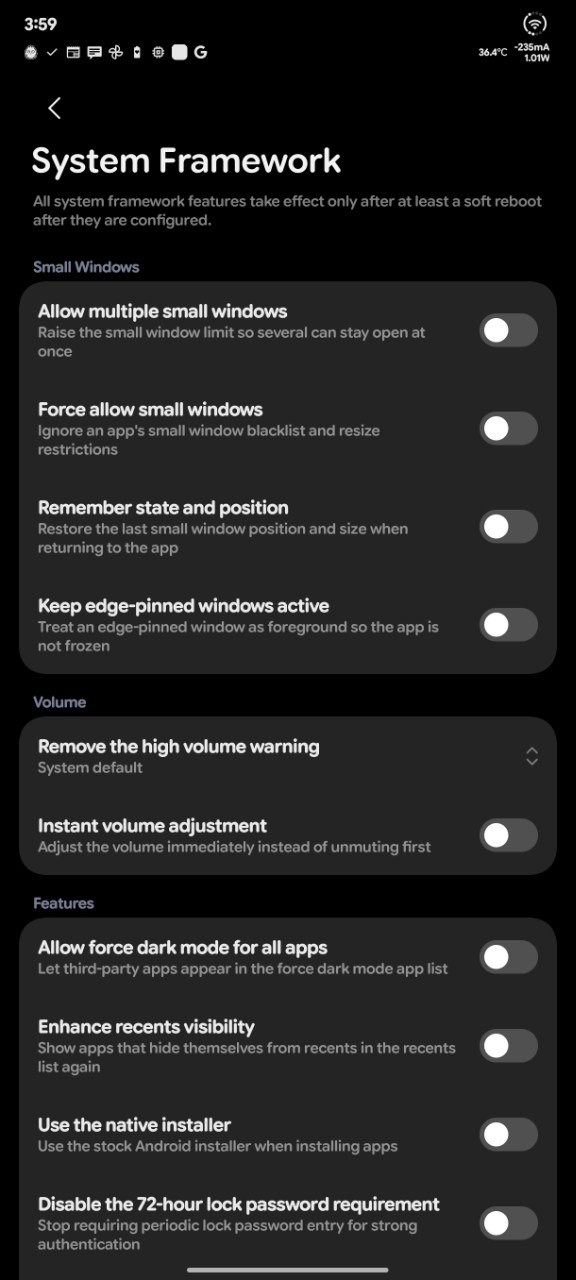 3:59
36.4°C
-235mA
1.01W
System Framework
All system framework features take effect only after at least a soft reboot
after they are configured.
Small Windows
Allow multiple small windows
Raise the small window limit so several can stay open at
once
Force allow small windows
Ignore an app's small window blacklist and resize
restrictions
Remember state and position
Restore the last small window position and size when
returning to the app
Keep edge-pinned windows active
Treat an edge-pinned window as foreground so the app is
not frozen
Volume
Remove the high volume warning
System default
Instant volume adjustment
Adjust the volume immediately instead of unmuting first
Features
Allow force dark mode for all apps
Let third-party apps appear in the force dark mode app list
Enhance recents visibility
Show apps that hide themselves from recents in the recents
list again
Use the native installer
Use the stock Android installer when installing apps
Disable the 72-hour lock password requirement
Stop requiring periodic lock password entry for strong
authentication